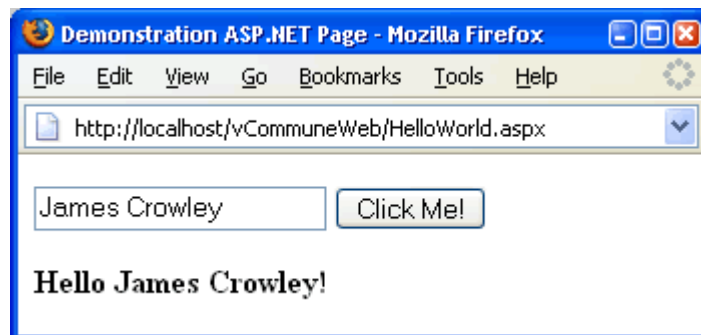 Demonstration ASP.NET Page - Mozilla Firefox
File Edit View Go Bookmarks Tools Help
http://localhost/vCommuneWeb/HelloWorld.aspx
James Crowley Click Me!
Hello James Crowley!